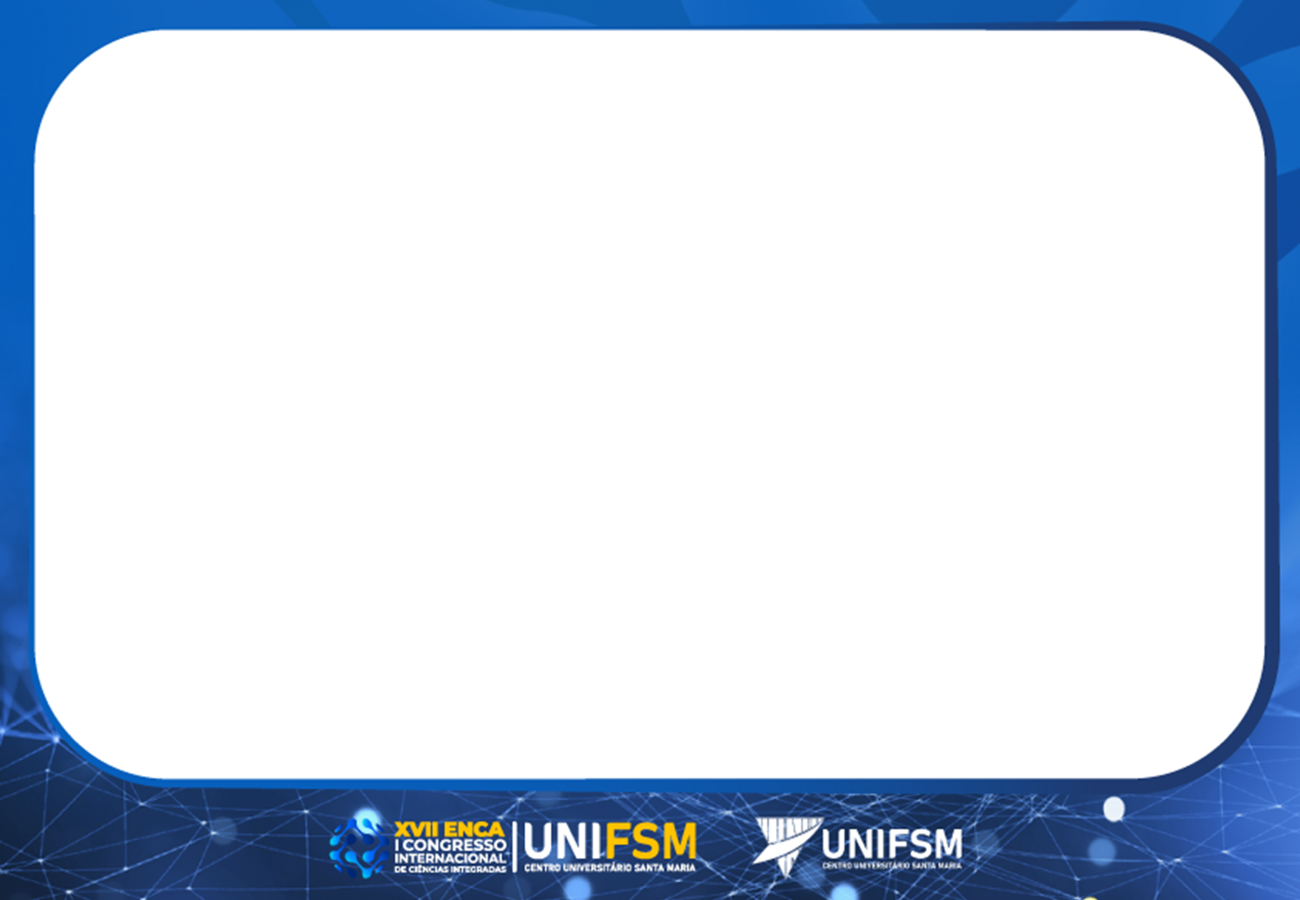 XVII ENCA
I CONGRESSO
INTERNACIONAL
DE CIÊNCIAS INTEGRADAS
UNIFSM
CENTRO UNIVERSITÁRIO SANTA MARIA
UNIFSM
CENTRO UNIVERSITÁRIO SANTA MARIA